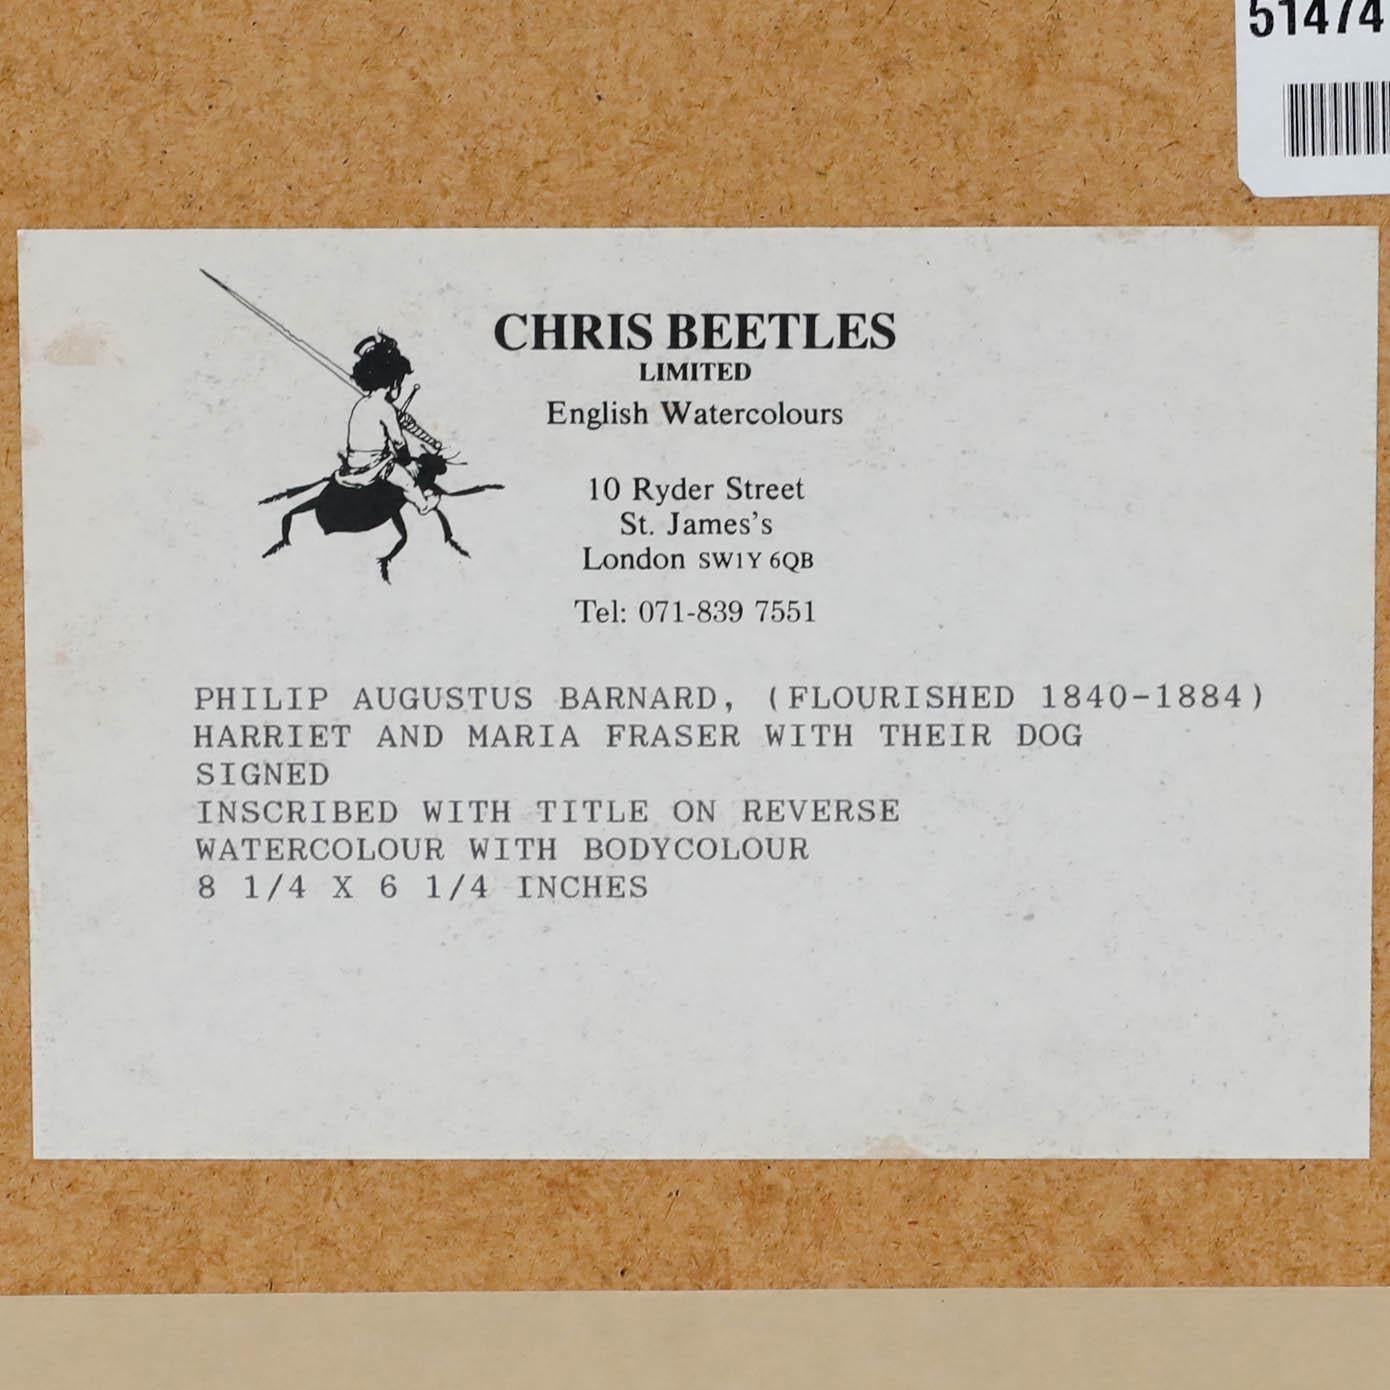 51474
CHRIS BEETLES
LIMITED
English Watercolours
10 Ryder Street
St. James's
London SW1Y 6QB
Tel: 071-839 7551
PHILIP AUGUSTUS BARNARD, (FLOURISHED 1840-1884)
HARRIET AND MARIA FRASER WITH THEIR DOG
SIGNED
INSCRIBED WITH TITLE ON REVERSE
WATERCOLOUR WITH BODYCOLOUR
8 1/4 X 6 1/4 INCHES